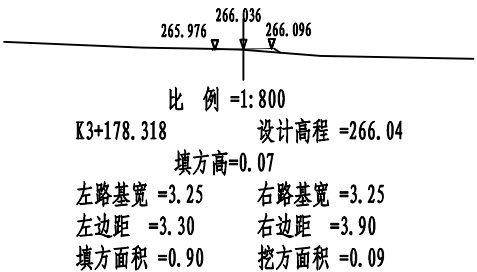 266.036
265.976 266.096
比 例 =1:800
K3+178.318 设计高程 =266.04
填方高=0.07
左路基宽 =3.25 右路基宽 =3.25
左边距 =3.30 右边距 =3.90
填方面积 =0.90 挖方面积 =0.09